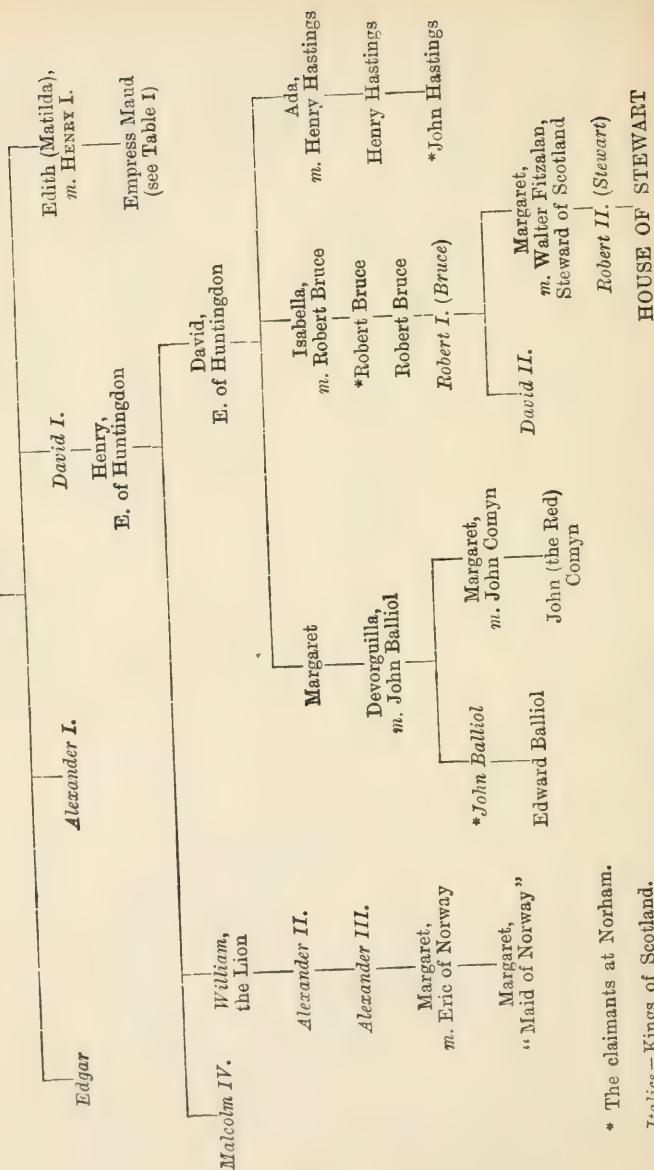 Edgar
Alexander I.
David I.
Edith (Matilda),
m. HENRY I.
Henry,
E. of Huntingdon
Empress Maud
(see Table I)
Malcolm IV.
William,
the Lion
David,
E. of Huntingdon
Alexander II.
Margaret
Isabella,
m. Robert Bruce
Ada,
m. Henry Hastings
Alexander III.
Devorguilla,
m. John Balliol
*Robert Bruce
Henry Hastings
Margaret,
m. Eric of Norway
Robert Bruce
*John Hastings
Margaret,
“Maid of Norway”
*John Balliol
Margaret,
m. John Comyn
Robert I. (Bruce)
Edward Balliol
John (the Red)
Comyn
David II.
Margaret,
m. Walter Fitzalan,
Steward of Scotland
Robert II. (Stewart)
HOUSE OF STEWART
* The claimants at Norham.
Italics = Kings of Scotland.